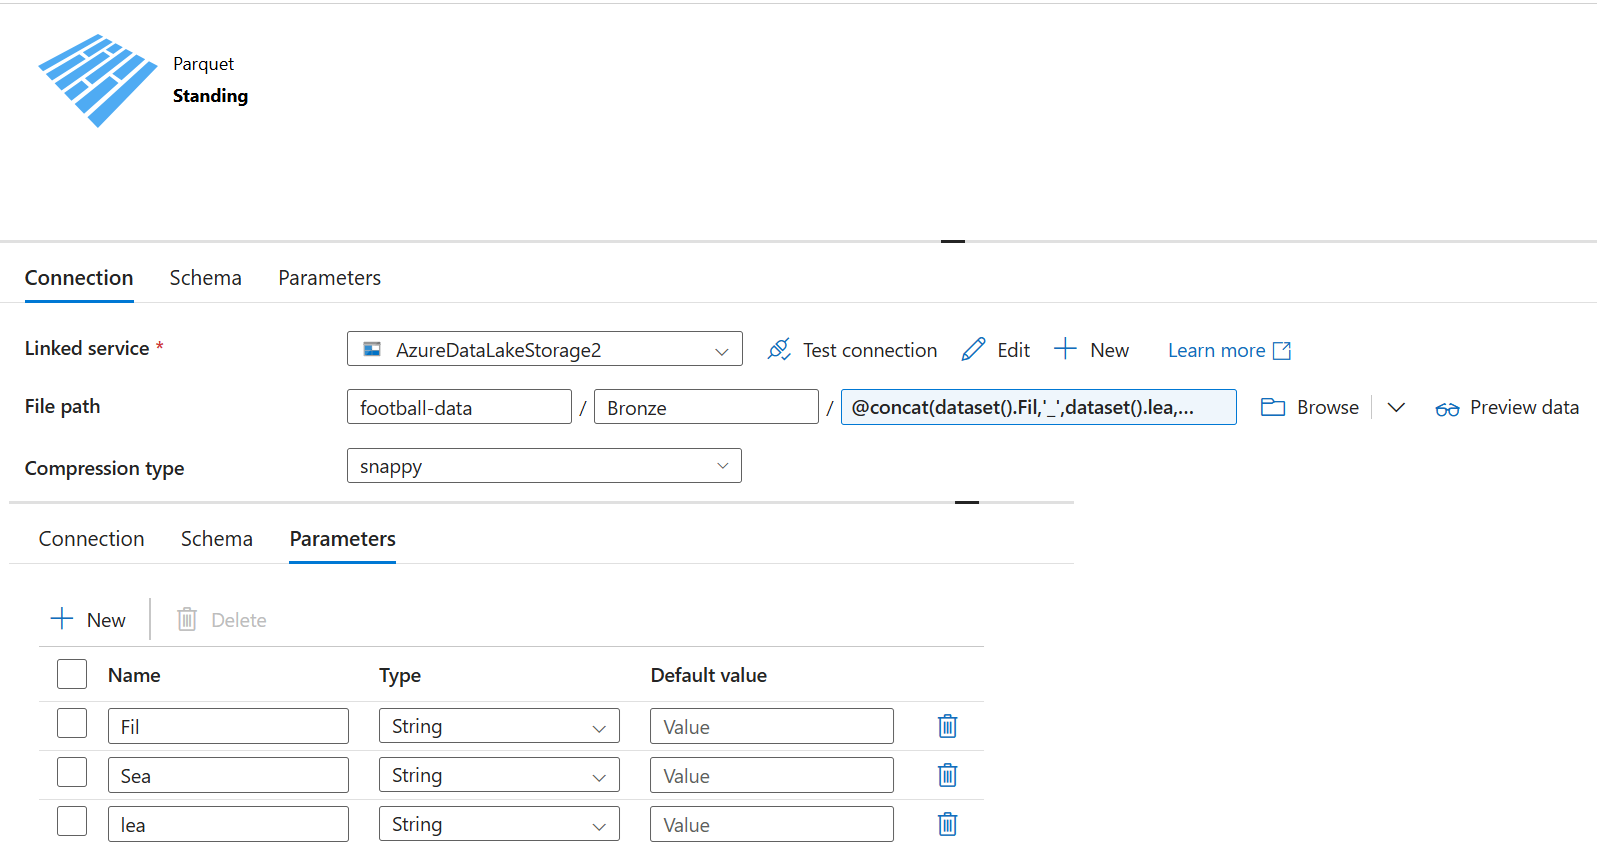 Parquet
Standing
Connection Schema Parameters
Linked service * AzureDataLakeStorage2 Test connection Edit New Learn more
File path football-data / Bronze / @concat(dataset().Fil,'_',dataset().lea,... Browse Preview data
Compression type snappy
Connection Schema Parameters
New Delete
Name Type Default value
Fil String Value
Sea String Value
lea String Value